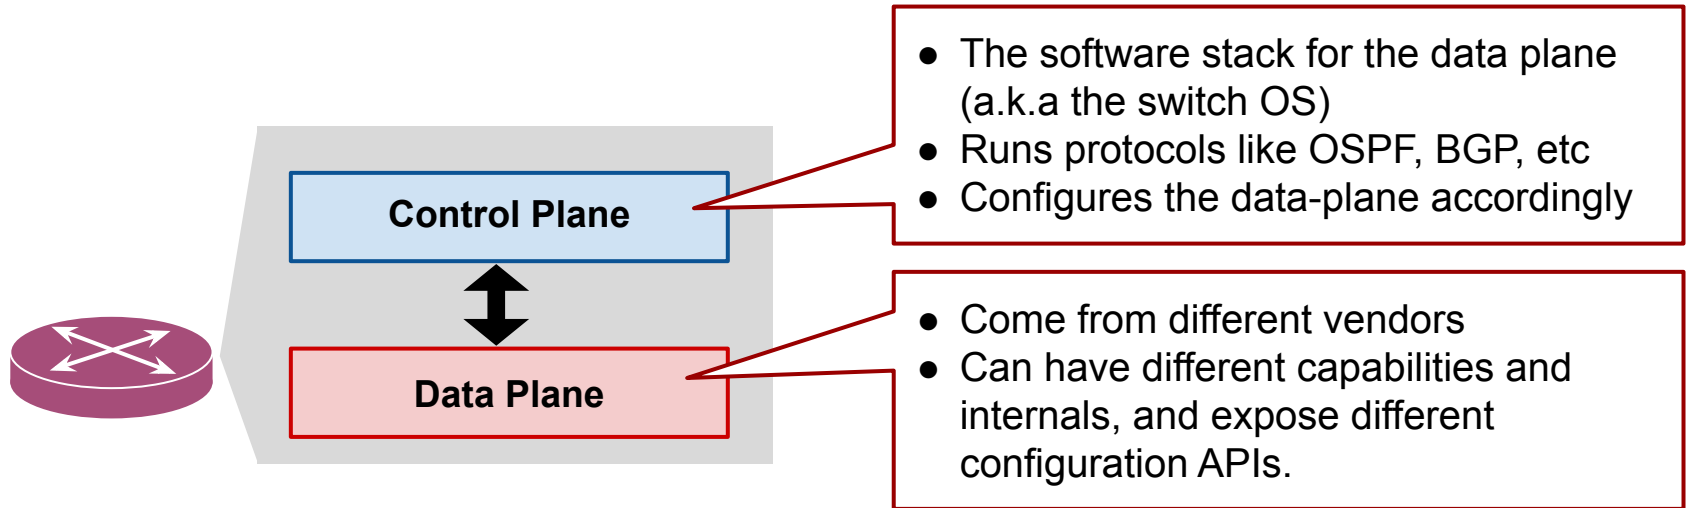 Control Plane
Data Plane
● The software stack for the data plane
(a.k.a the switch OS)
● Runs protocols like OSPF, BGP, etc
● Configures the data-plane accordingly
● Come from different vendors
● Can have different capabilities and
internals, and expose different
configuration APIs.